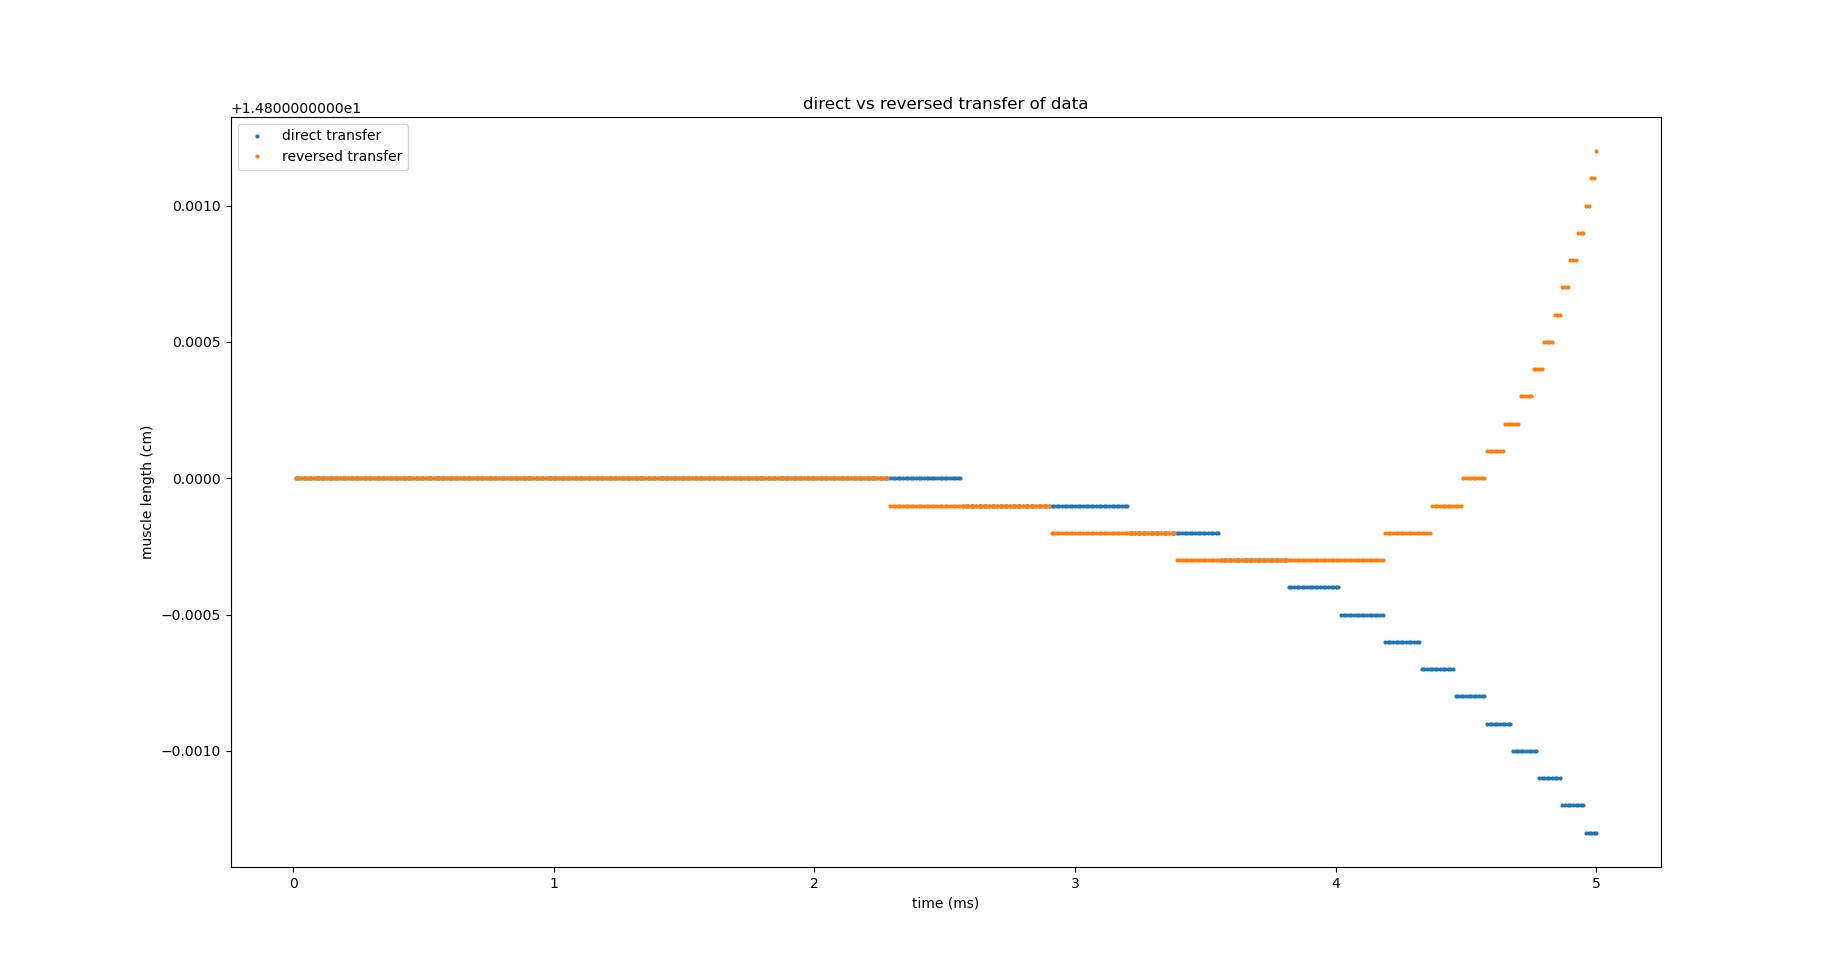 direct vs reversed transfer of data
+1.4800000000e1
direct transfer
reversed transfer
0.0010
0.0005
0.0000
−0.0005
−0.0010
muscle length (cm)
0 1 2 3 4 5
time (ms)